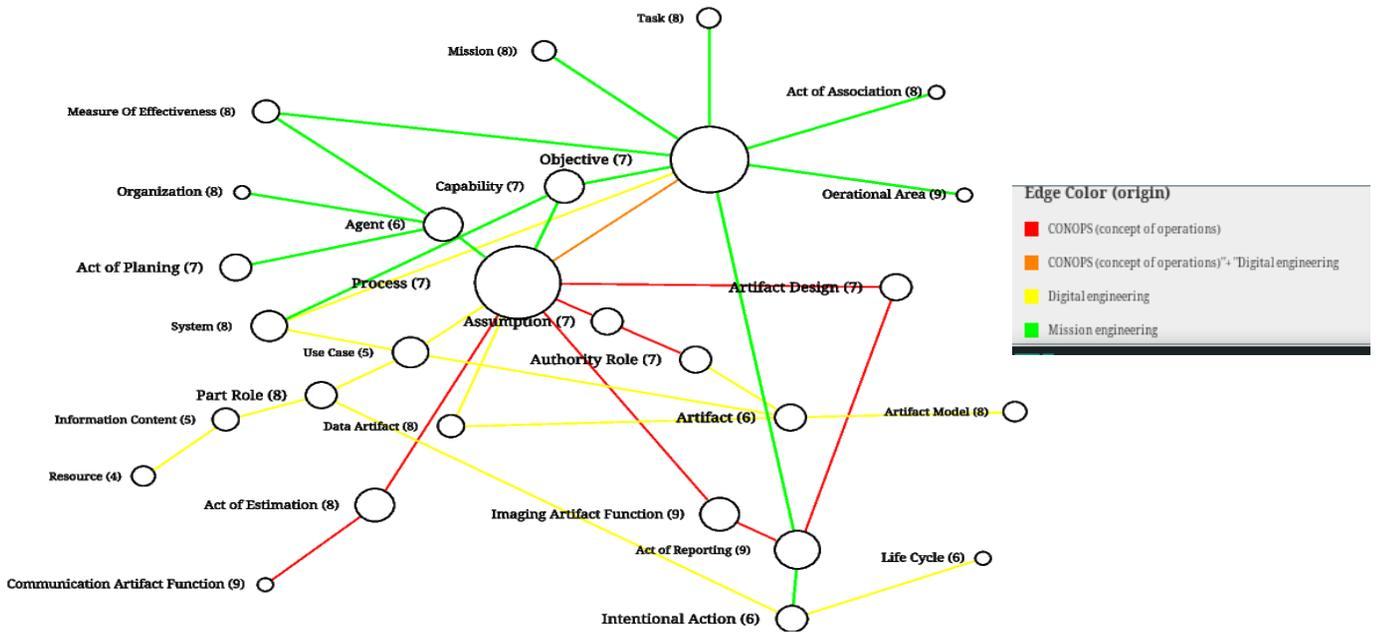 Task (8)
Mission (8))
Act of Association (8)
Measure Of Effectiveness (8)
Objective (7)
Capability (7)
Organization (8)
Oerational Area (9)
Agent (6)
Act of Planing (7)
Process (7)
Artifact Design (7)
System (8)
Assumption (7)
Use Case (5)
Authority Role (7)
Part Role (8)
Information Content (5)
Data Artifact (8)
Artifact (6)
Artifact Model (8)
Resource (4)
Act of Estimation (8)
Imaging Artifact Function (9)
Act of Reporting (9)
Life Cycle (6)
Communication Artifact Function (9)
Intentional Action (6)
Edge Color (origin)
CONOPS (concept of operations)
CONOPS (concept of operations)"+"Digital engineering
Digital engineering
Mission engineering